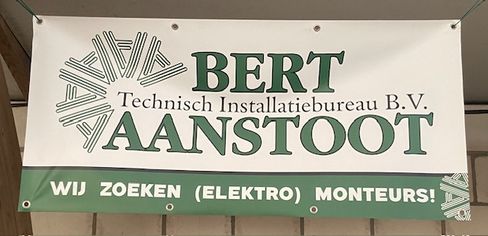 BERT
Technisch Installatiebureau B.V.
AANSTOOT
WIJ ZOEKEN (ELEKTRO) MONTEURS!